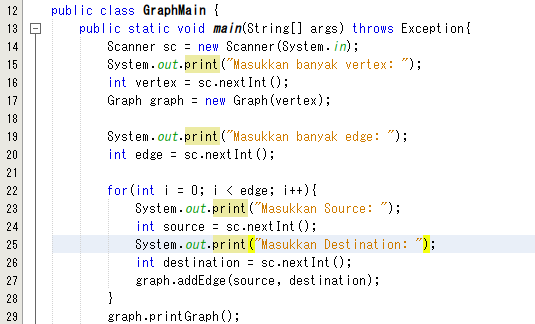 12 public class GraphMain {
13 public static void main(String[] args) throws Exception{
14 Scanner sc = new Scanner(System.in);
15 System.out.print("Masukkan banyak vertex: ");
16 int vertex = sc.nextInt();
17 Graph graph = new Graph(vertex);
18
19 System.out.print("Masukkan banyak edge: ");
20 int edge = sc.nextInt();
21
22 for(int i = 0; i < edge; i++){
23 System.out.print("Masukkan Source: ");
24 int source = sc.nextInt();
25 System.out.print("Masukkan Destination: ");
26 int destination = sc.nextInt();
27 graph.addEdge(source, destination);
28 }
29 graph.printGraph();